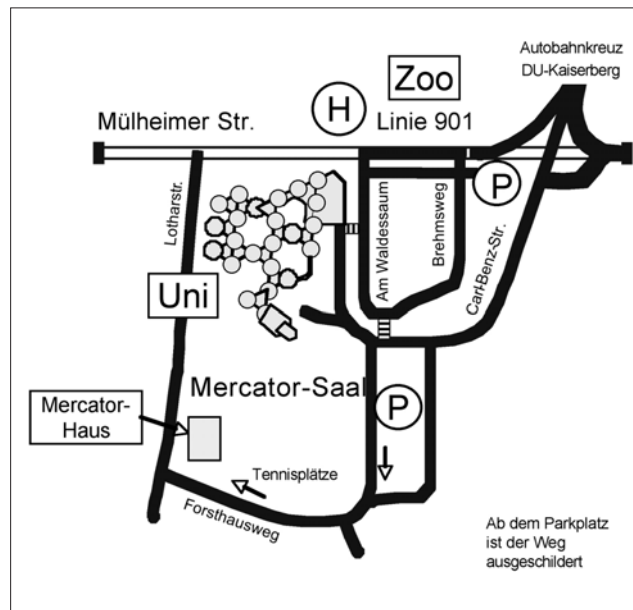 Autobahnkreuz
DU-Kaiserberg
Zoo
H
Mülheimer Str.
Linie 901
P
Lotharstr.
Am Waldessaum
Brehmsweg
Carl-Benz-Str.
Uni
Mercator-Saal
Mercator-
Haus
P
Tennisplätze
Forsthausweg
Ab dem Parkplatz
ist der Weg
ausgeschildert